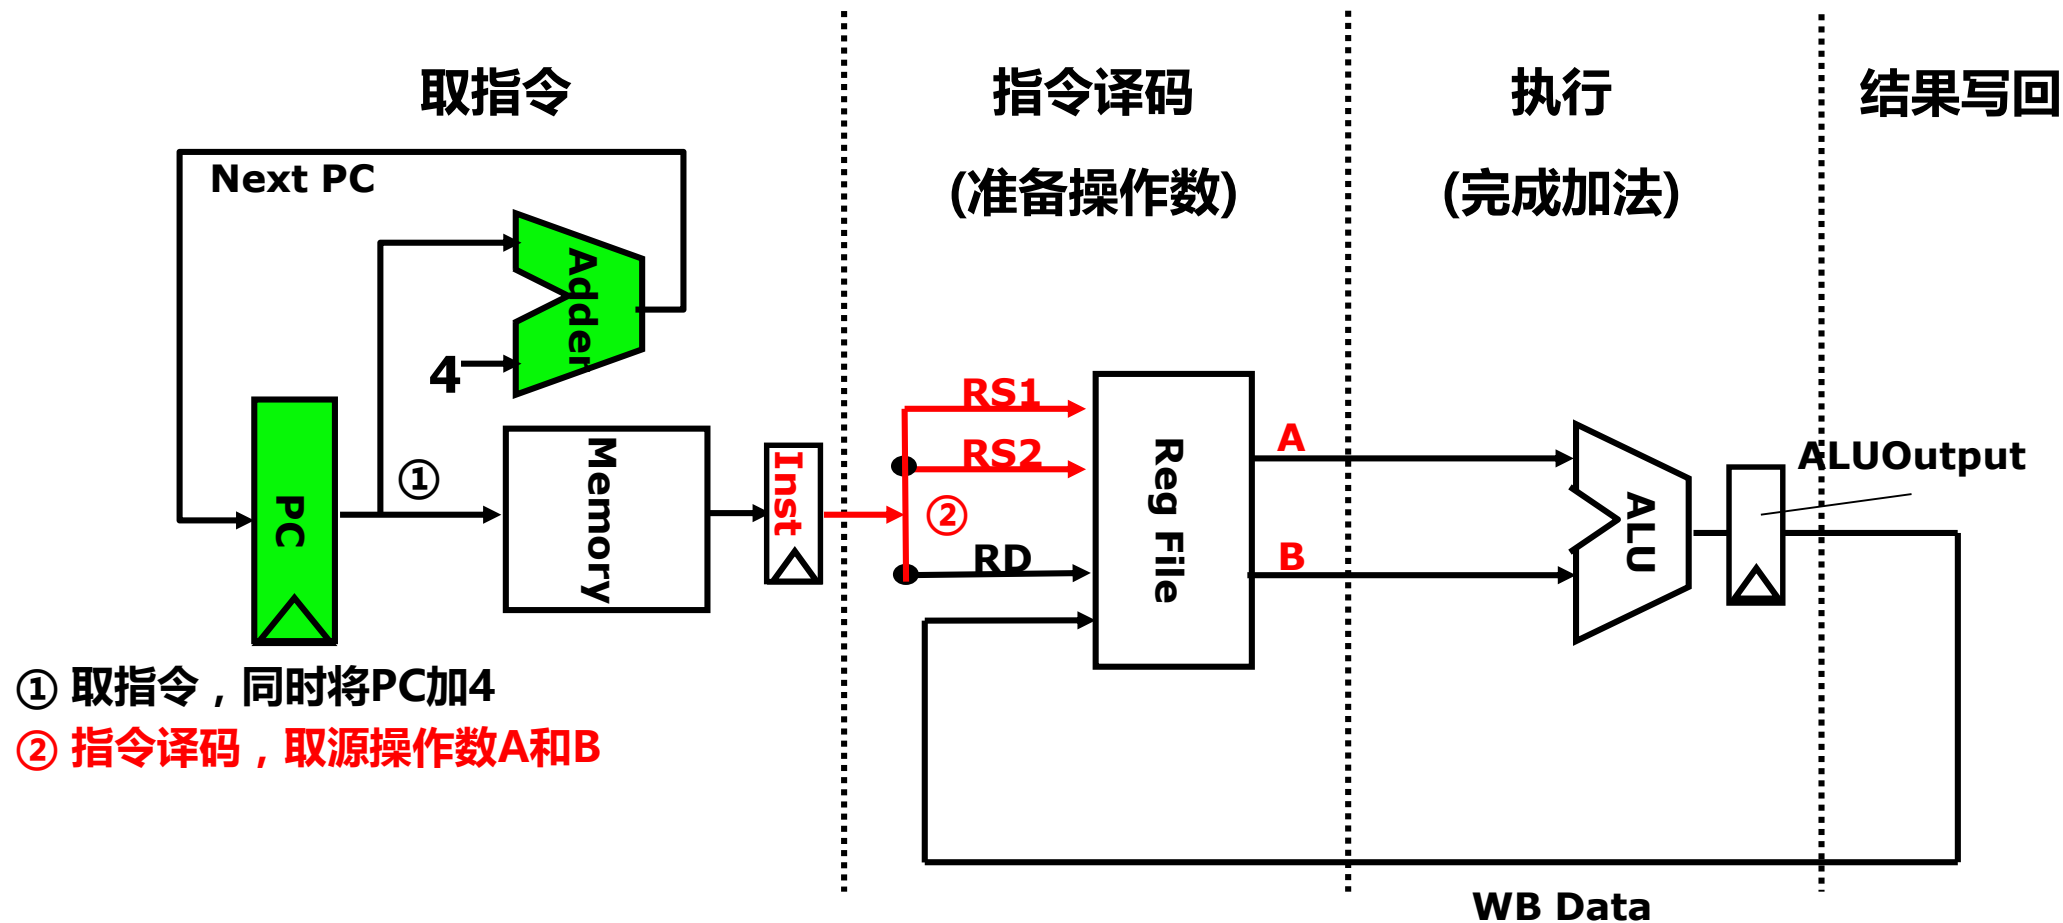 取指令
指令译码
(准备操作数)
执行
(完成加法)
结果写回
Next PC
Adder
4
PC
①
Memory
Inst
②
RS1
RS2
RD
Reg File
A
B
ALU
ALUOutput
WB Data
① 取指令，同时将PC加4
② 指令译码，取源操作数A和B